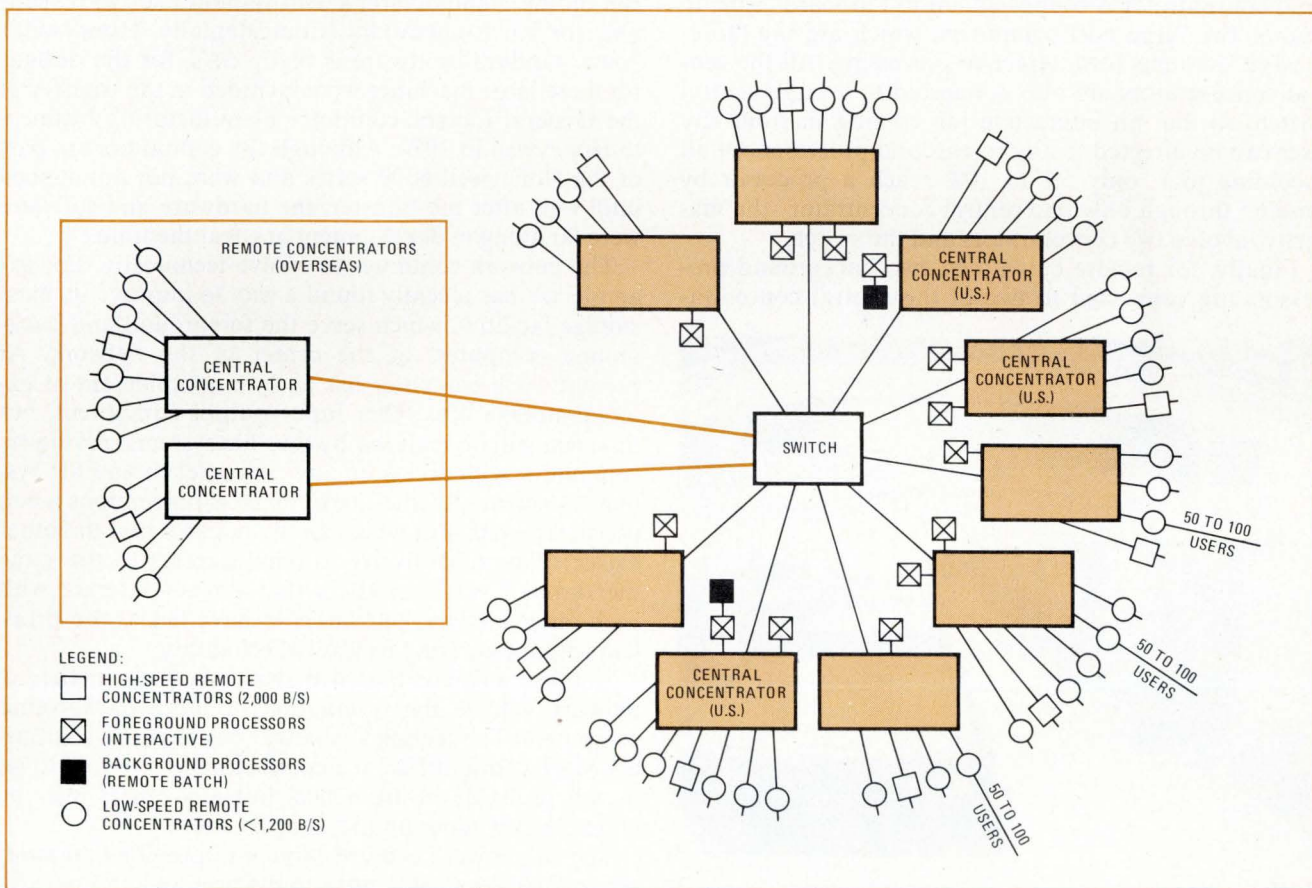 REMOTE CONCENTRATORS
(OVERSEAS)
CENTRAL
CONCENTRATOR
CENTRAL
CONCENTRATOR
CENTRAL
CONCENTRATOR
(U.S.)
CENTRAL
CONCENTRATOR
(U.S.)
SWITCH
50 TO 100
USERS
50 TO 100
USERS
CENTRAL
CONCENTRATOR
(U.S.)
50 TO 100
USERS
LEGEND:
HIGH-SPEED REMOTE
CONCENTRATORS (2,000 B/S)
FOREGROUND PROCESSORS
(INTERACTIVE)
BACKGROUND PROCESSORS
(REMOTE BATCH)
LOW-SPEED REMOTE
CONCENTRATORS (<1,200 B/S)